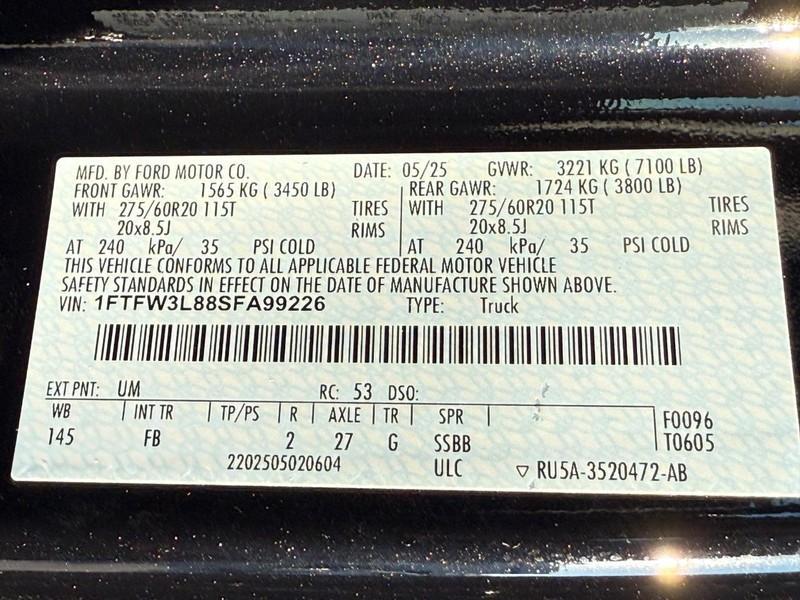 MFD. BY FORD MOTOR CO. DATE: 05/25 GVWR: 3221 KG ( 7100 LB)
FRONT GAWR: 1565 KG ( 3450 LB) REAR GAWR: 1724 KG ( 3800 LB)
WITH 275/60R20 115T TIRES WITH 275/60R20 115T TIRES
20x8.5J RIMS 20x8.5J RIMS
AT 240 kPa/ 35 PSI COLD AT 240 kPa/ 35 PSI COLD
THIS VEHICLE CONFORMS TO ALL APPLICABLE FEDERAL MOTOR VEHICLE
SAFETY STANDARDS IN EFFECT ON THE DATE OF MANUFACTURE SHOWN ABOVE.
VIN: 1FTFW3L88SFA99226 TYPE: Truck
EXT PNT: UM RC: 53 DSO:
WB INT TR TP/PS R AXLE TR SPR F0096
145 FB 2 27 G SSBB T0605
2202505020604 ULC ▽ RU5A-3520472-AB